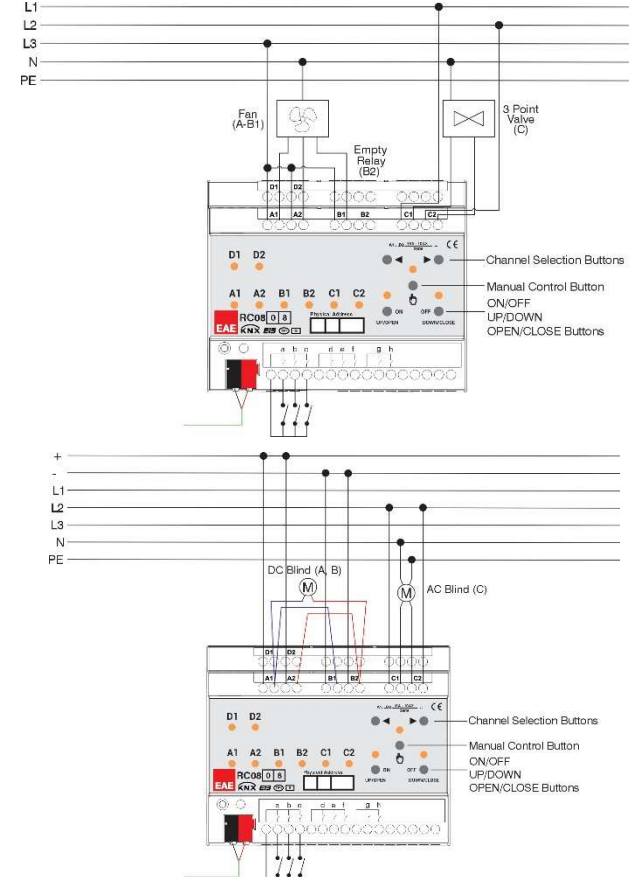 L1
L2
L3
N
PE
Fan
(A-B1)
Empty
Relay
(B2)
3 Point
Valve
(C)
D1 D2
A1 A2 B1 B2 C1 C2
D1 D2
Channel Selection Buttons
Manual Control Button
A1 A2 B1 B2 C1 C2
ON OFF
UP/OPEN DOWN/CLOSE
ON/OFF
UP/DOWN
OPEN/CLOSE Buttons
EAE
RC08 0 8
KNX
Physical Address
a b c d e f g h
+
-
L1
L2
L3
N
PE
DC Blind (A, B)
M
M
AC Blind (C)
D1 D2
A1 A2 B1 B2 C1 C2
D1 D2
Channel Selection Buttons
Manual Control Button
A1 A2 B1 B2 C1 C2
ON OFF
UP/OPEN DOWN/CLOSE
ON/OFF
UP/DOWN
OPEN/CLOSE Buttons
EAE
RC08 0 8
KNX
Physical Address
a b c d e f g h